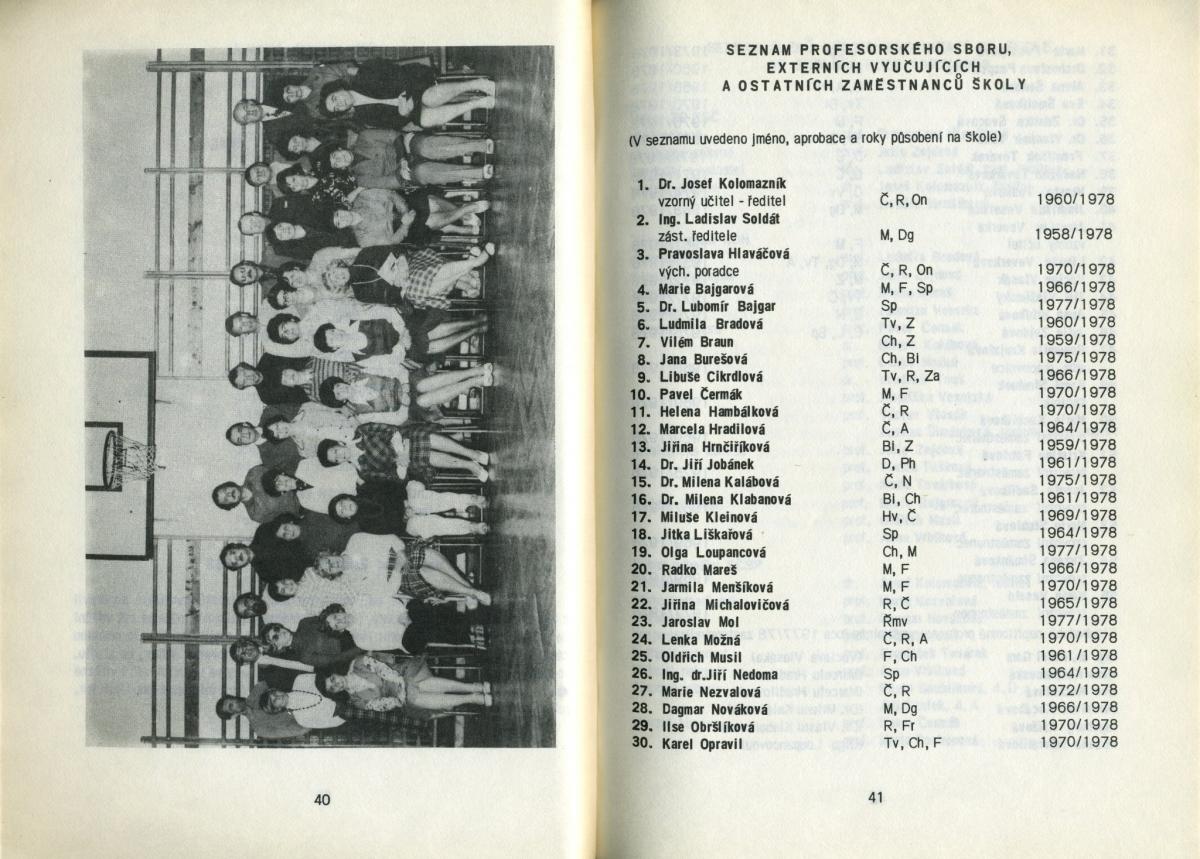 40
SEZNAM PROFESORSKÉHO SBORU,
EXTERNÍCH VYUČUJÍCÍCH
A OSTATNÍCH ZAMĚSTNANCŮ ŠKOLY
(V seznamu uvedeno jméno, aprobace a roky působení na škole)
1. Dr. Josef Kolomazník
vzorný učitel - ředitel Č, R, On 1960/1978
2. Ing. Ladislav Soldát
zást. ředitele M, Dg 1958/1978
3. Pravoslava Hlaváčová
vých. poradce Č, R, On 1970/1978
4. Marie Bajgarová M, F, Sp 1966/1978
5. Dr. Lubomír Bajgar Sp 1977/1978
6. Ludmila Bradová Tv, Z 1960/1978
7. Vilém Braun Ch, Z 1959/1978
8. Jana Burešová Ch, Bi 1975/1978
9. Libuše Cikrdlová Tv, R, Za 1966/1978
10. Pavel Čermák M, F 1970/1978
11. Helena Hambálková Č, R 1970/1978
12. Marcela Hradilová Č, A 1964/1978
13. Jiřina Hrnčiříková Bi, Z 1959/1978
14. Dr. Jiří Jobánek D, Ph 1961/1978
15. Dr. Milena Kalábová Č, N 1975/1978
16. Dr. Milena Klabanová Bi, Ch 1961/1978
17. Miluše Kleinová Hv, Č 1969/1978
18. Jitka Liškařová Sp 1964/1978
19. Olga Loupancová Ch, M 1977/1978
20. Radko Mareš M, F 1966/1978
21. Jarmila Menšíková M, F 1970/1978
22. Jiřina Michalovičová R, Č 1965/1978
23. Jaroslav Mol Rmv 1977/1978
24. Lenka Možná Č, R, A 1970/1978
25. Oldřich Musil F, Ch 1961/1978
26. Ing. dr.Jiří Nedoma Sp 1964/1978
27. Marie Nezvalová Č, R 1972/1978
28. Dagmar Nováková M, Dg 1966/1978
29. Ilse Obršlíková R, Fr 1970/1978
30. Karel Opravil Tv, Ch, F 1970/1978
41